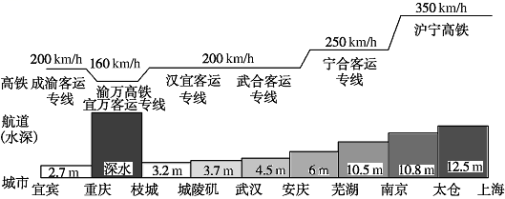 350 km/h
沪宁高铁
250 km/h
宁合客运
专线
200 km/h
160 km/h
200 km/h
高铁
成渝客运
专线
渝万高铁
宜万客运专线
汉宜客运
专线
武合客运
专线
航道
(水深)
2.7 m
深水
3.2 m
3.7 m
4.5 m
6 m
10.5 m
10.8 m
12.5 m
城市
宜宾
重庆
枝城
城陵矶
武汉
安庆
芜湖
南京
太仓
上海